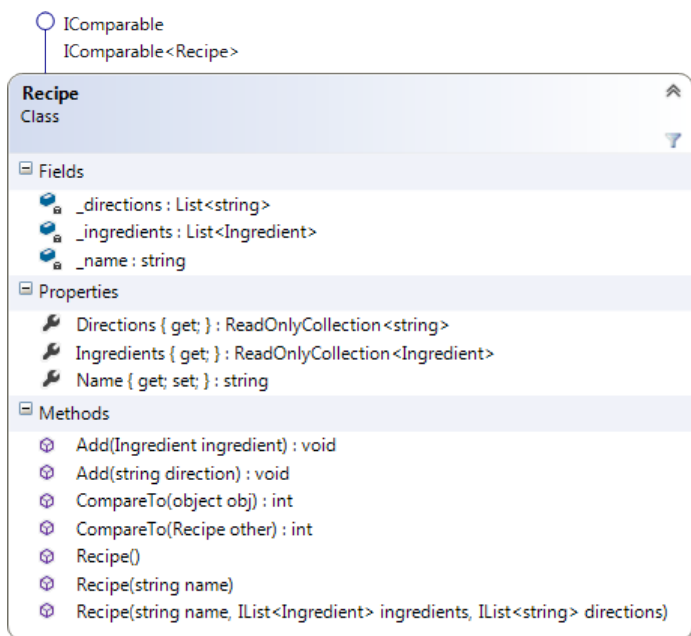 IComparable
IComparable<Recipe>
Recipe
Class
Fields
_directions : List<string>
_ingredients : List<Ingredient>
_name : string
Properties
Directions { get; } : ReadOnlyCollection<string>
Ingredients { get; } : ReadOnlyCollection<Ingredient>
Name { get; set; } : string
Methods
Add(Ingredient ingredient) : void
Add(string direction) : void
CompareTo(object obj) : int
CompareTo(Recipe other) : int
Recipe()
Recipe(string name)
Recipe(string name, IList<Ingredient> ingredients, IList<string> directions)